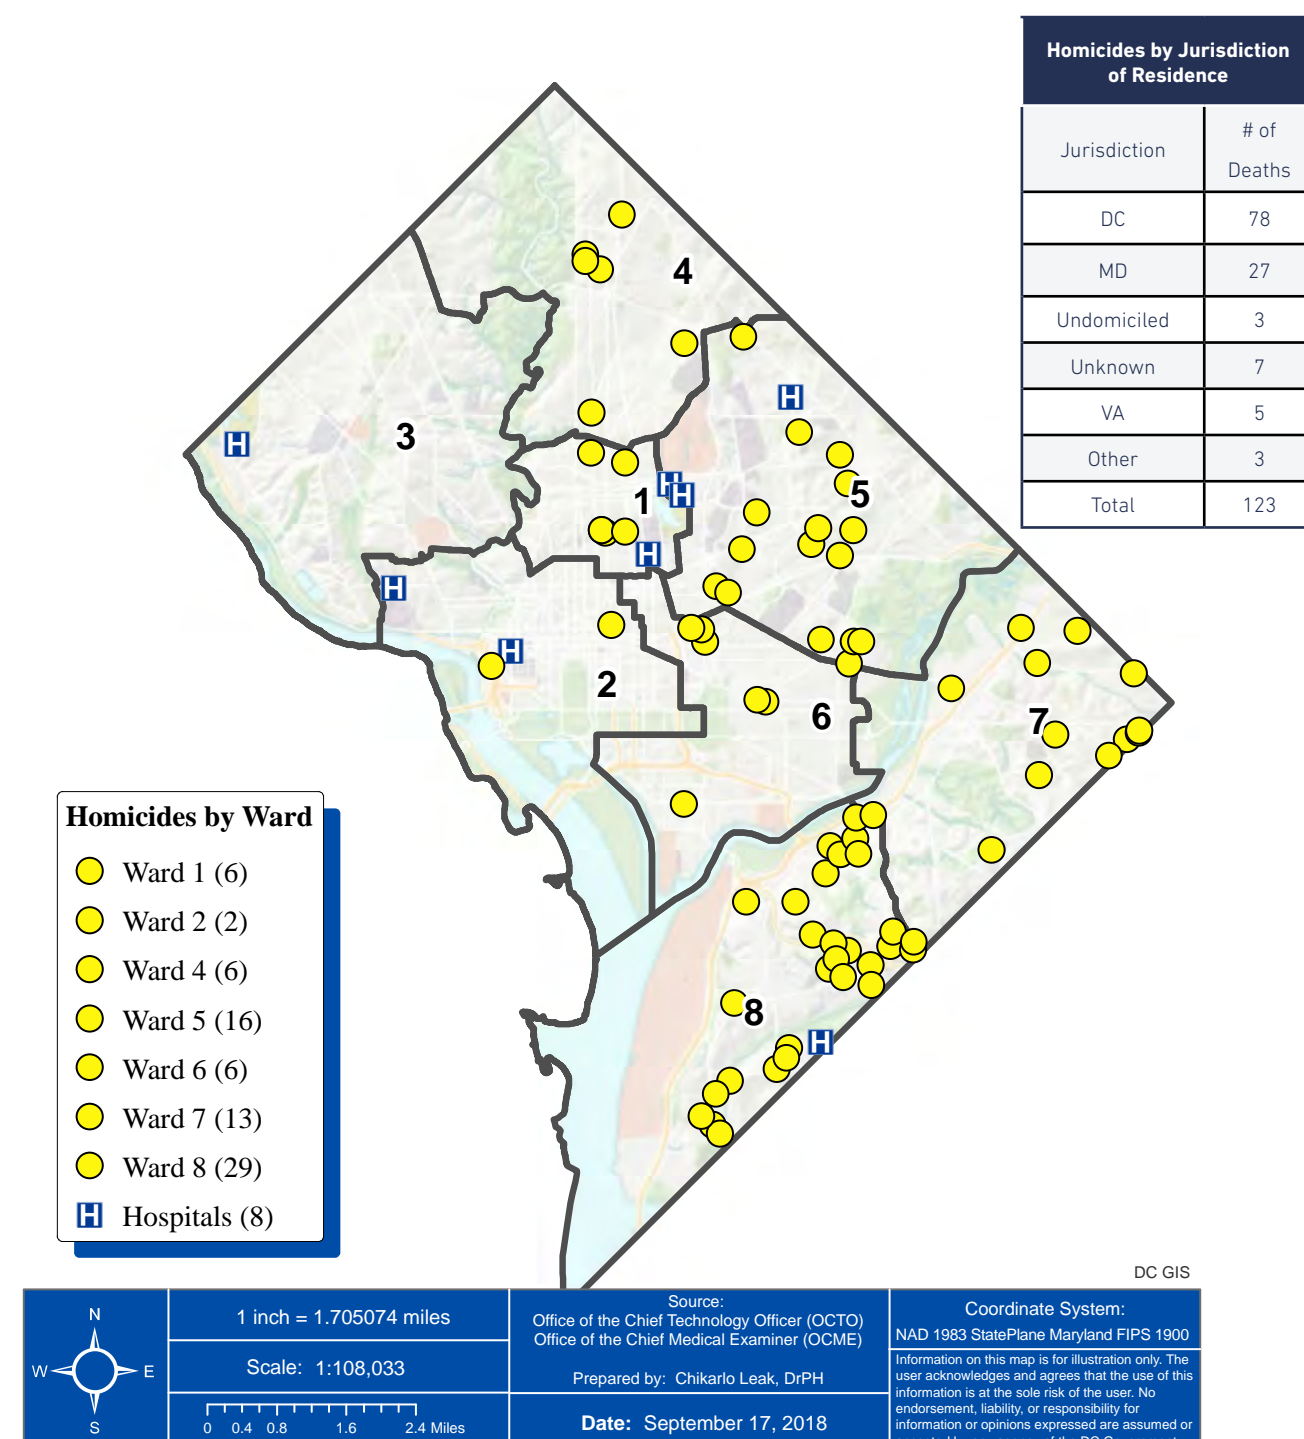 Homicides by Jurisdiction
of Residence
Jurisdiction
# of
Deaths
DC 78
MD 27
Undomiciled 3
Unknown 7
VA 5
Other 3
Total 123
4
3
5
1
2
6
7
8
H
H
H
H
H
H
H
H
Homicides by Ward
Ward 1 (6)
Ward 2 (2)
Ward 4 (6)
Ward 5 (16)
Ward 6 (6)
Ward 7 (13)
Ward 8 (29)
H Hospitals (8)
DC GIS
N
W E
S
1 inch = 1.705074 miles
Scale: 1:108,033
0 0.4 0.8 1.6 2.4 Miles
Source:
Office of the Chief Technology Officer (OCTO)
Office of the Chief Medical Examiner (OCME)
Prepared by: Chikarlo Leak, DrPH
Date: September 17, 2018
Coordinate System:
NAD 1983 StatePlane Maryland FIPS 1900
Information on this map is for illustration only. The
user acknowledges and agrees that the use of this
information is at the sole risk of the user. No
endorsement, liability, or responsibility for
information or opinions expressed are assumed or